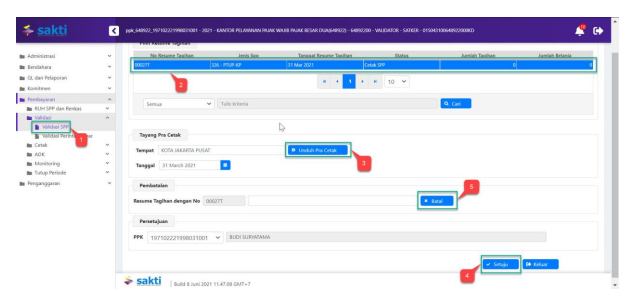 sakti
ppk_648922_197102221998031001 - 2021 - KANTOR PELAYANAN PAJAK WAJIB PAJAK BESAR DUA(648922) - 64892200 - VALIDATOR - SATKER - 015043100648922000KD
Administrasi
Bendahara
GL dan Pelaporan
Komitmen
Pembayaran
RUH SPP dan Renkas
Validasi
Validasi SPP
Validasi Perint
Cetak
ADK
Monitoring
Tutup Periode
Penganggaran
1
Pilih Resume Tagihan
No Resume Tagihan Jenis Spp Tanggal Resume Tagihan Status Jumlah Tagihan Jumlah Belanja
00027T 326 - PTUP KP 31 Mar 2021 Cetak SPP 0 0
2
1
10
Semua Tulis kriteria Cari
Tayang Pra Cetak
Tempat KOTA JAKARTA PUSAT Unduh Pra Cetak
3
Tanggal 31 March 2021
Pembatalan
5
Resume Tagihan dengan No 00027T Batal
Persetujuan
PPK 197102221998031001 BUDI SURYATAMA
Setuju Keluar
4
sakti Build 8 Juni 2021 11.47.08 GMT+7